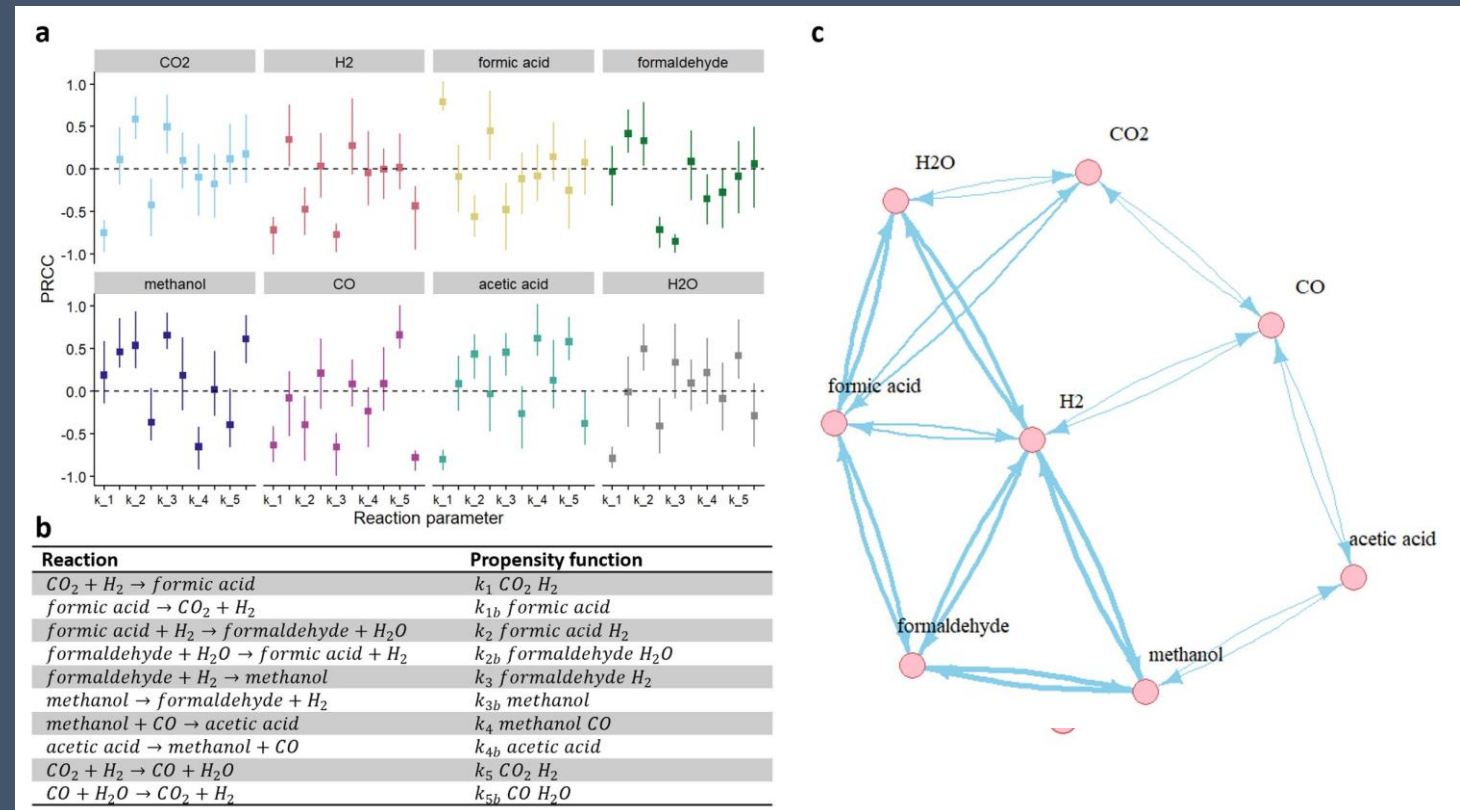 a
CO2 H2 formic acid formaldehyde
1.0
0.5
0.0
-0.5
-1.0
methanol CO acetic acid H2O
1.0
0.5
0.0
-0.5
-1.0
PRCC
k_1 k_2 k_3 k_4 k_5 k_1 k_2 k_3 k_4 k_5 k_1 k_2 k_3 k_4 k_5 k_1 k_2 k_3 k_4 k_5
Reaction parameter
b
Reaction Propensity function
CO₂ + H₂ → formic acid k₁ CO₂ H₂
formic acid → CO₂ + H₂ k₁b formic acid
formic acid + H₂ → formaldehyde + H₂O k₂ formic acid H₂
formaldehyde + H₂O → formic acid + H₂ k₂b formaldehyde H₂O
formaldehyde + H₂ → methanol k₃ formaldehyde H₂
methanol → formaldehyde + H₂ k₃b methanol
methanol + CO → acetic acid k₄ methanol CO
acetic acid → methanol + CO k₄b acetic acid
CO₂ + H₂ → CO + H₂O k₅ CO₂ H₂
CO + H₂O → CO₂ + H₂ k₅b CO H₂O
c
CO2
H2O
CO
formic acid
H2
acetic acid
formaldehyde
methanol